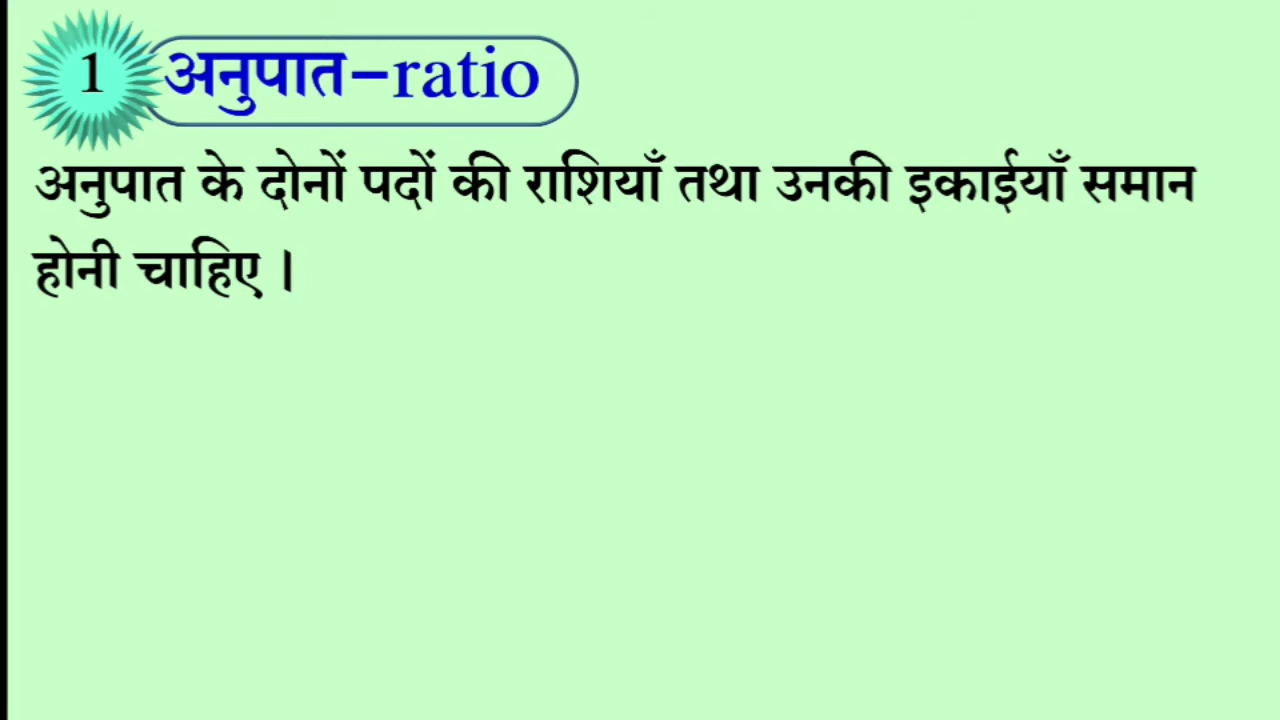 1 अनुपात-ratio
अनुपात के दोनों पदों की राशियाँ तथा उनकी इकाईयाँ समान
होनी चाहिए ।